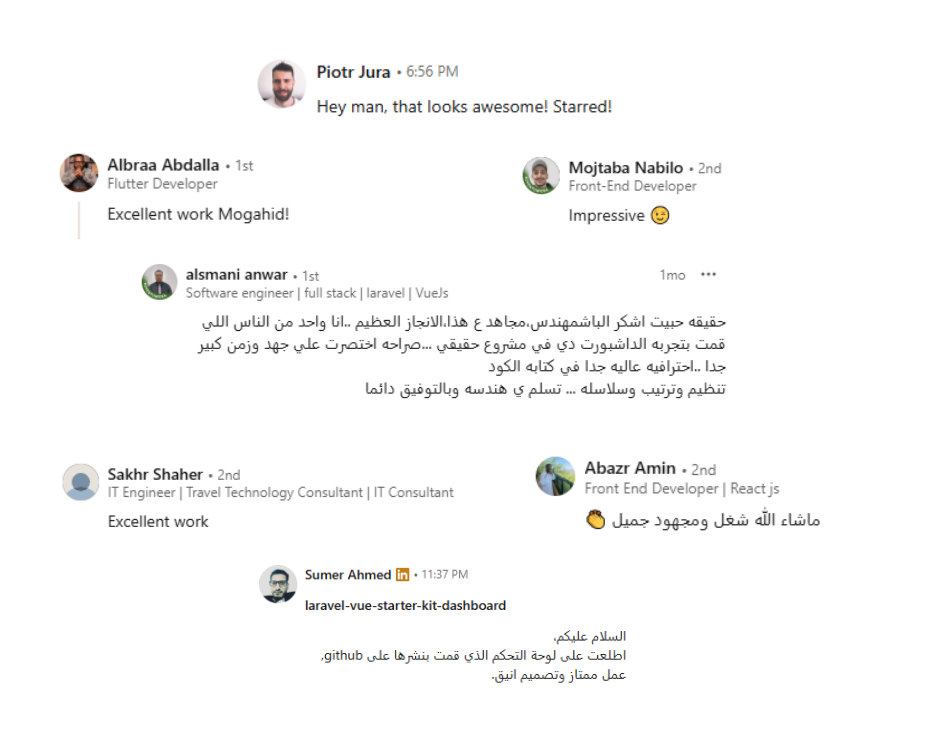 Piotr Jura • 6:56 PM
Hey man, that looks awesome! Starred!
Albraa Abdalla • 1st
Flutter Developer
Excellent work Mogahid!
Mojtaba Nabilo • 2nd
Front-End Developer
Impressive 😉
alsmani anwar • 1st
1mo •••
Software engineer | full stack | laravel | VueJs
حقيقه حبيت اشكر الباشمهندس،مجاهد ع هذا،الانجاز العظيم ..انا واحد من الناس اللي
قمت بتجربه الداشبورت دي في مشروع حقيقي ...صراحه اختصرت علي جهد وزمن كبير
جدا ..احترافيه عاليه جدا في كتابه الكود
تنظيم وترتيب وسلاسله ... تسلم ي هندسه وبالتوفيق دائما
Sakhr Shaher • 2nd
IT Engineer | Travel Technology Consultant | IT Consultant
Excellent work
Abazr Amin • 2nd
Front End Developer | React js
ماشاء الله شغل ومجهود جميل 👏
Sumer Ahmed in • 11:37 PM
laravel-vue-starter-kit-dashboard
السلام عليكم،
اطلعت على لوحة التحكم الذي قمت بنشرها على github,
عمل ممتاز وتصميم انيق.